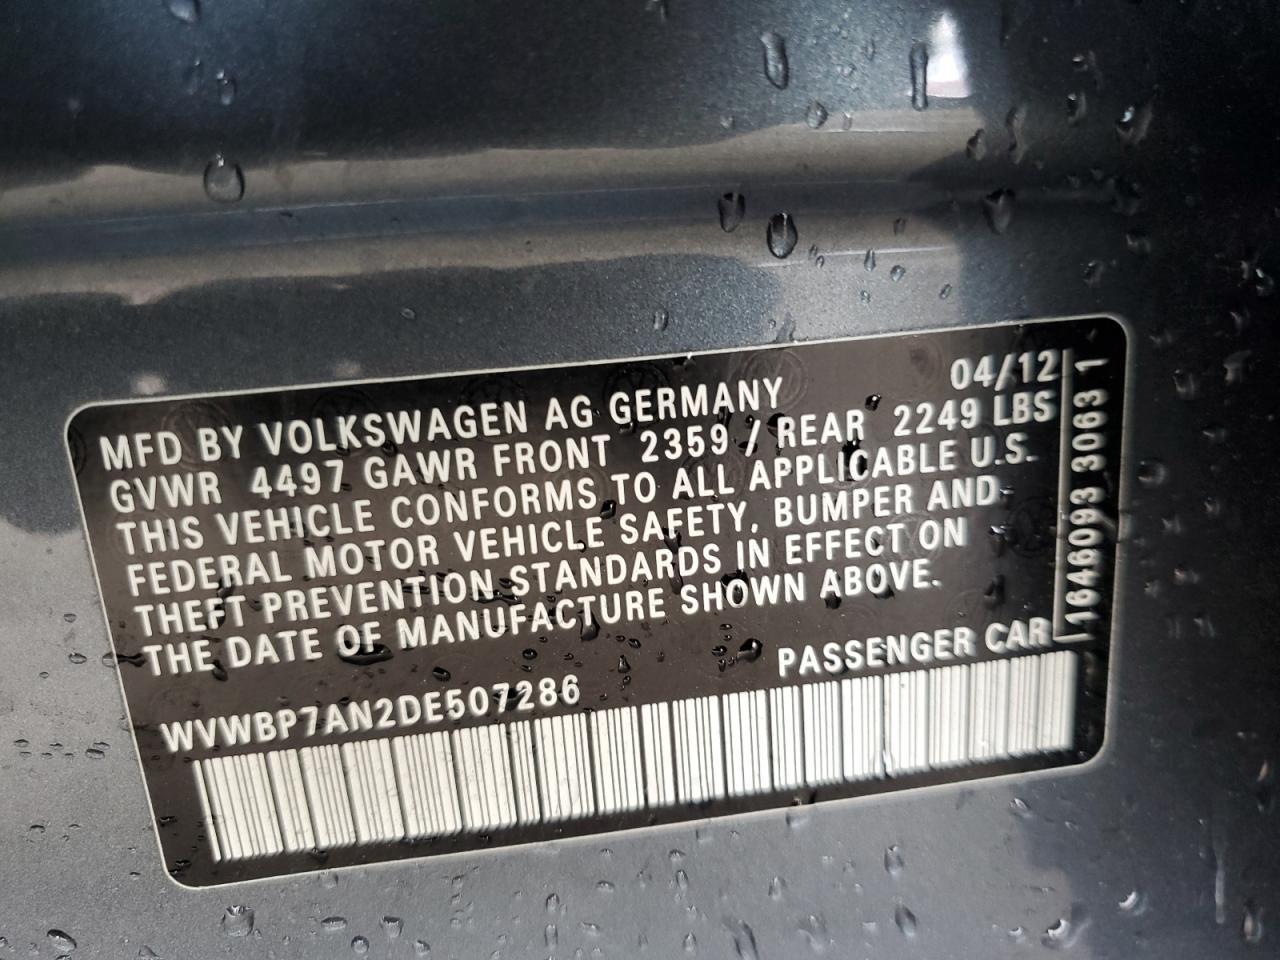 04/12
MFD BY VOLKSWAGEN AG GERMANY
GVWR 4497 GAWR FRONT 2359 / REAR 2249 LBS
THIS VEHICLE CONFORMS TO ALL APPLICABLE U.S.
FEDERAL MOTOR VEHICLE SAFETY, BUMPER AND
THEFT PREVENTION STANDARDS IN EFFECT ON
THE DATE OF MANUFACTURE SHOWN ABOVE.
PASSENGER CAR
WVWBP7AN2DE507286
1646093 3063 1